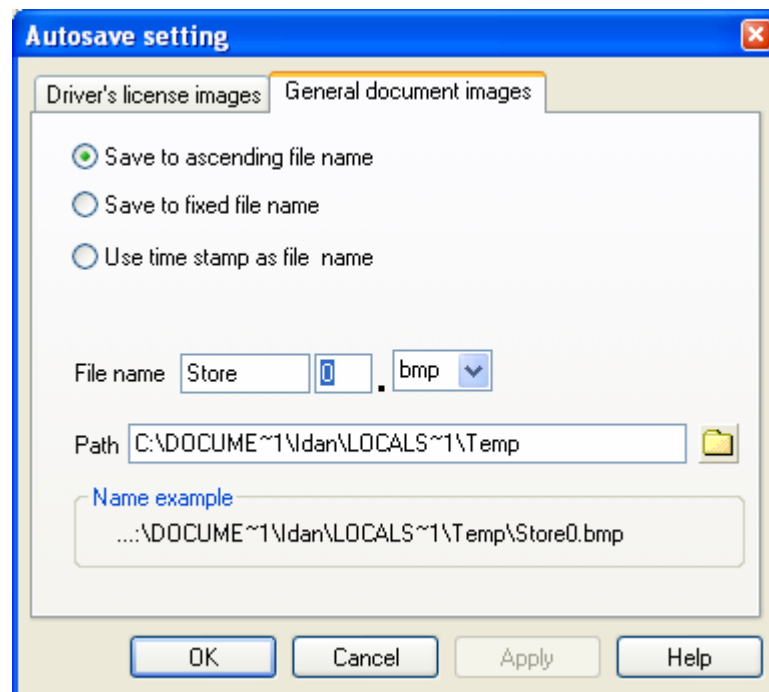 Autosave setting
Driver's license images General document images
Save to ascending file name
Save to fixed file name
Use time stamp as file name
File name Store 0 . bmp
Path C:\DOCUME~1\Idan\LOCALS~1\Temp
Name example
...:\DOCUME~1\Idan\LOCALS~1\Temp\Store0.bmp
OK Cancel Apply Help